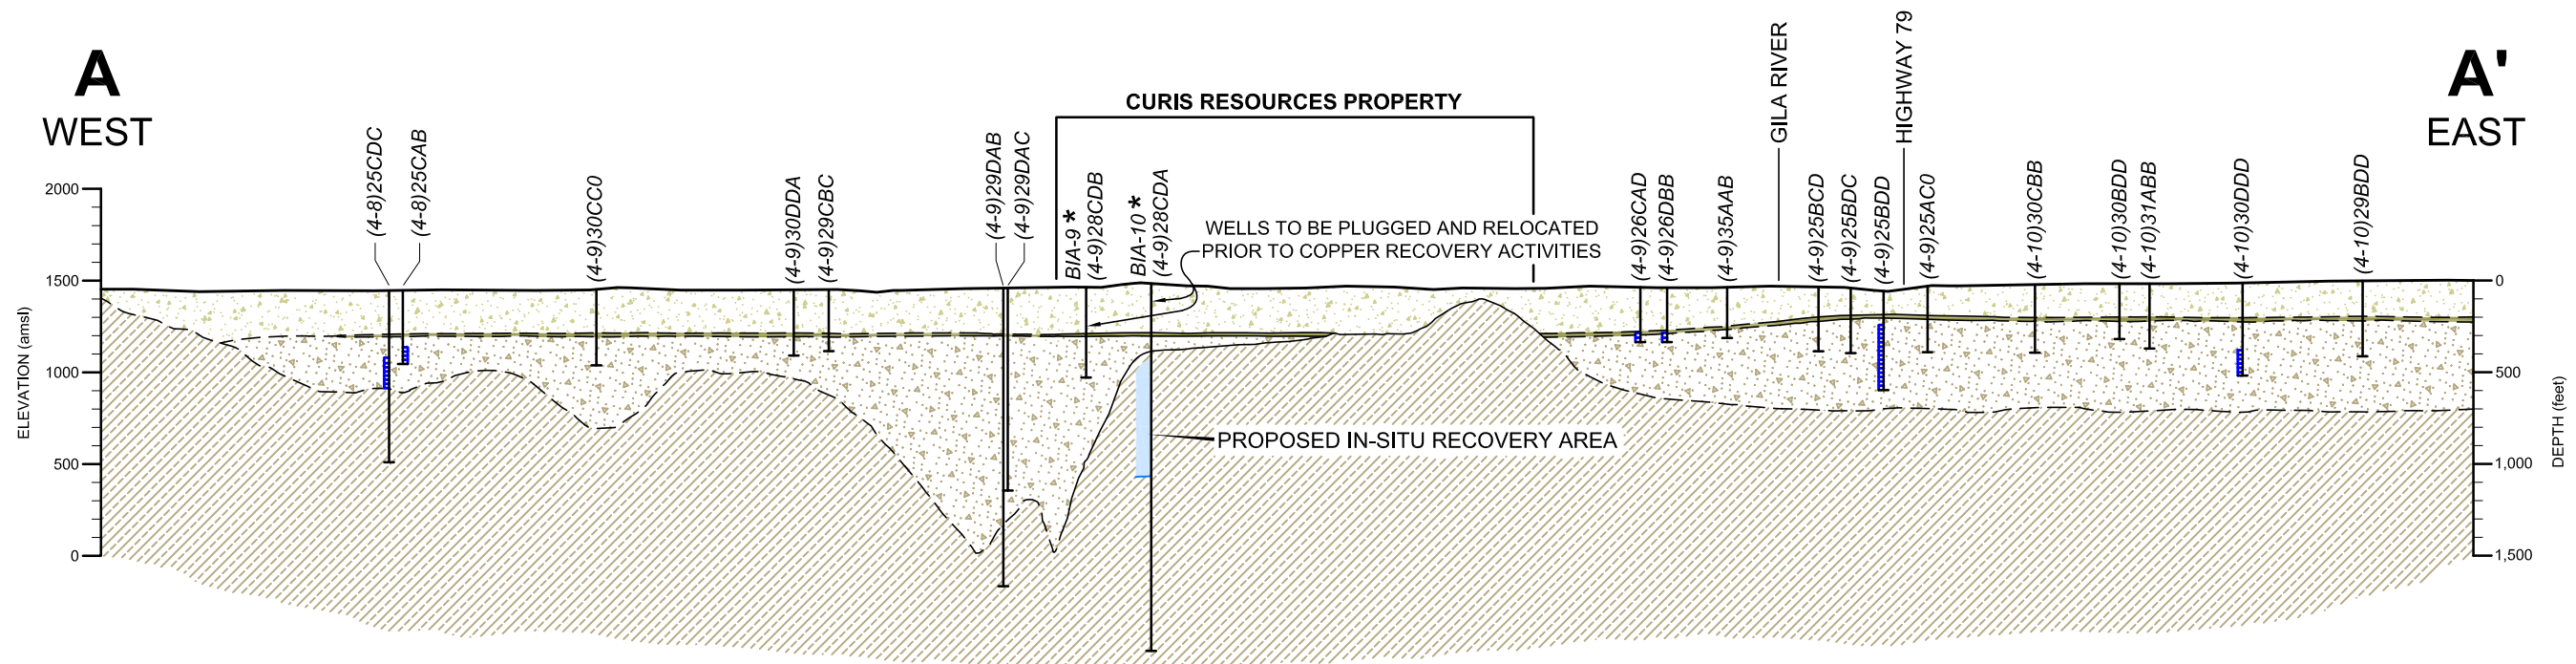 A
WEST
A'
EAST
CURIS RESOURCES PROPERTY
GILA RIVER
HIGHWAY 79
(4-8)25CDC
(4-8)25CAB
(4-9)30CC0
(4-9)30DDA
(4-9)29CBC
(4-9)29DAB
(4-9)29DAC
BIA-9 *
(4-9)28CDB
BIA-10 *
(4-9)28CDA
WELLS TO BE PLUGGED AND RELOCATED
PRIOR TO COPPER RECOVERY ACTIVITIES
(4-9)26CAD
(4-9)26DBB
(4-9)35AAB
(4-9)25BCD
(4-9)25BDC
(4-9)25BDD
(4-9)25AC0
(4-10)30CBB
(4-10)30BDD
(4-10)31ABB
(4-10)30DDD
(4-10)29BDD
PROPOSED IN-SITU RECOVERY AREA
ELEVATION (amsl)
2000
1500
1000
500
0
DEPTH (feet)
0
500
1,000
1,500